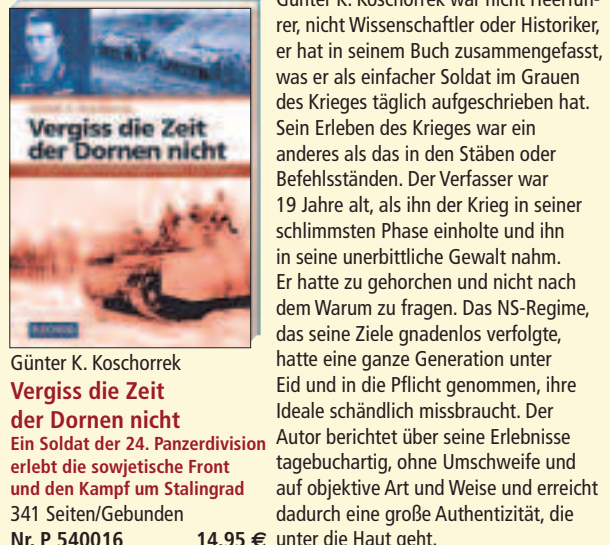 Vergiss die Zeit
der Dornen nicht
Günter K. Koschorrek
Vergiss die Zeit
der Dornen nicht
Ein Soldat der 24. Panzerdivision
erlebt die sowjetische Front
und den Kampf um Stalingrad
341 Seiten/Gebunden
Nr. P 540016 14,95 €
Günter K. Koschorrek war nicht Heerfüh-
rer, nicht Wissenschaftler oder Historiker,
er hat in seinem Buch zusammengefasst,
was er als einfacher Soldat im Grauen
des Krieges täglich aufgeschrieben hat.
Sein Erleben des Krieges war ein
anderes als das in den Stäben oder
Befehlsständen. Der Verfasser war
19 Jahre alt, als ihn der Krieg in seiner
schlimmsten Phase einholte und ihn
in seine unerbittliche Gewalt nahm.
Er hatte zu gehorchen und nicht nach
dem Warum zu fragen. Das NS-Regime,
das seine Ziele gnadenlos verfolgte,
hatte eine ganze Generation unter
Eid und in die Pflicht genommen, ihre
Ideale schändlich missbraucht. Der
Autor berichtet über seine Erlebnisse
tagebuchartig, ohne Umschweife und
auf objektive Art und Weise und erreicht
dadurch eine große Authentizität, die
unter die Haut geht.